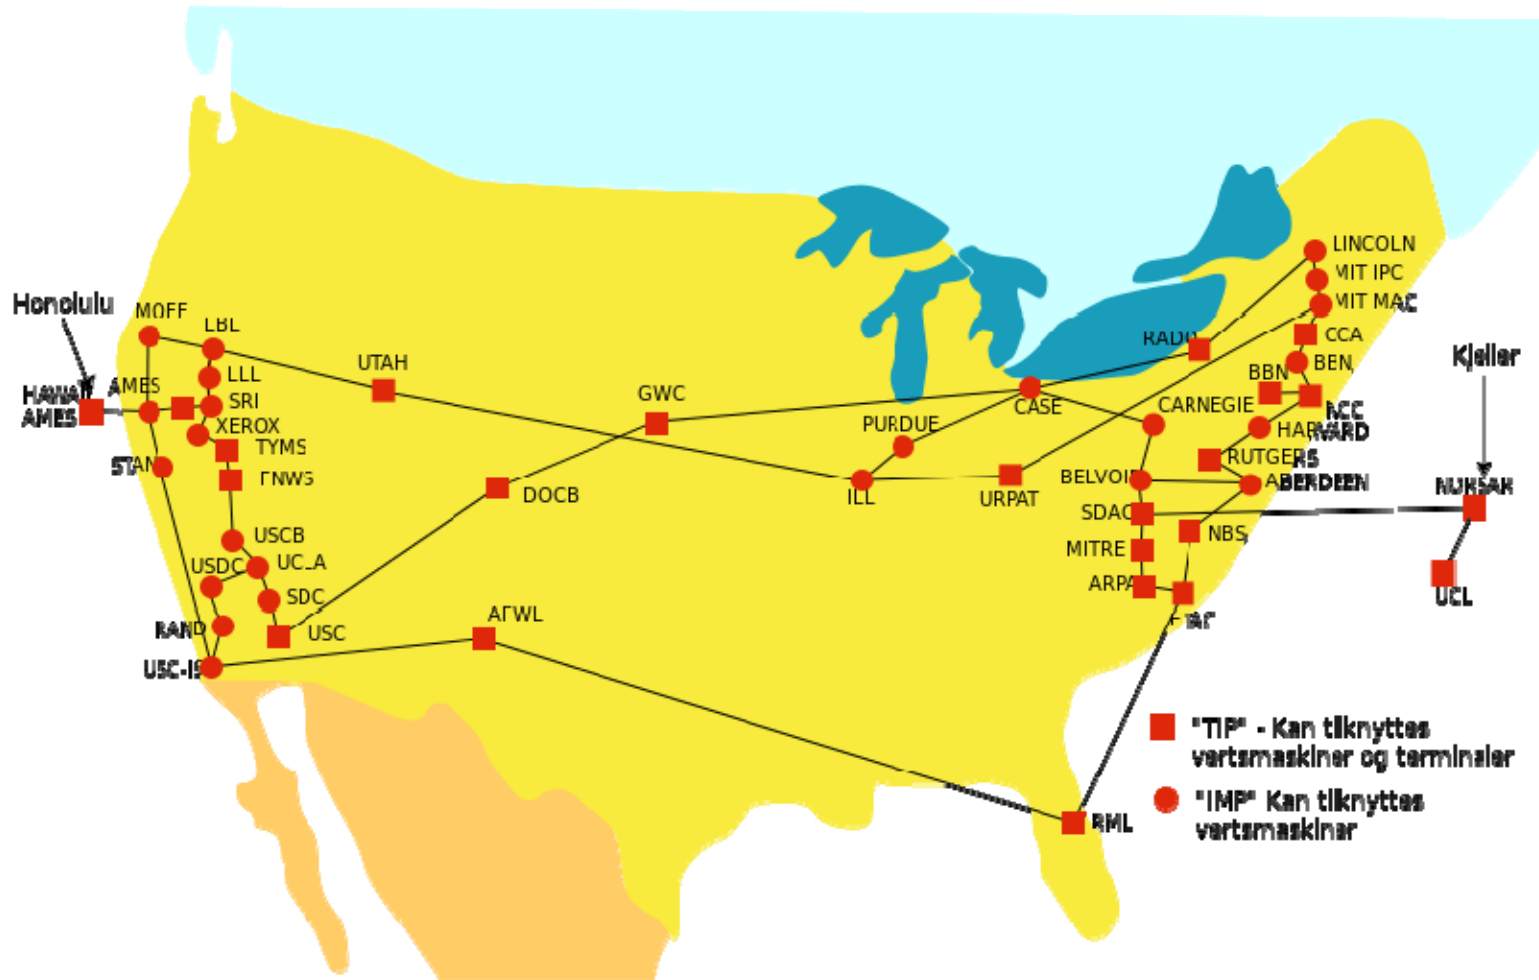 LINCOLN
MIT IPC
Honolulu
MOFF
MIT MAC
LBL
CCA
RADD
Kjeller
UTAH
BEN
LLL
BBN
HAWAII
AMES
AMES
GWC
SRI
CARNEGIE
CASE
NCC
XEROX
PURDUE
HARVARD
TYMS
RUTGERS
STAN
FNWS
BELVOIR
ABERDEEN
NORSAR
DOCB
ILL
URPAT
SDAC
USCB
NBS
MITRE
USDC
UCLA
ARPA
UCL
SDC
AFWL
ETAC
RAND
USC
USC-IS
"TIP" - Kan tilknyttes
vertsmaskiner og terminaler
"IMP" Kan tilknyttes
vertsmaskiner
RML